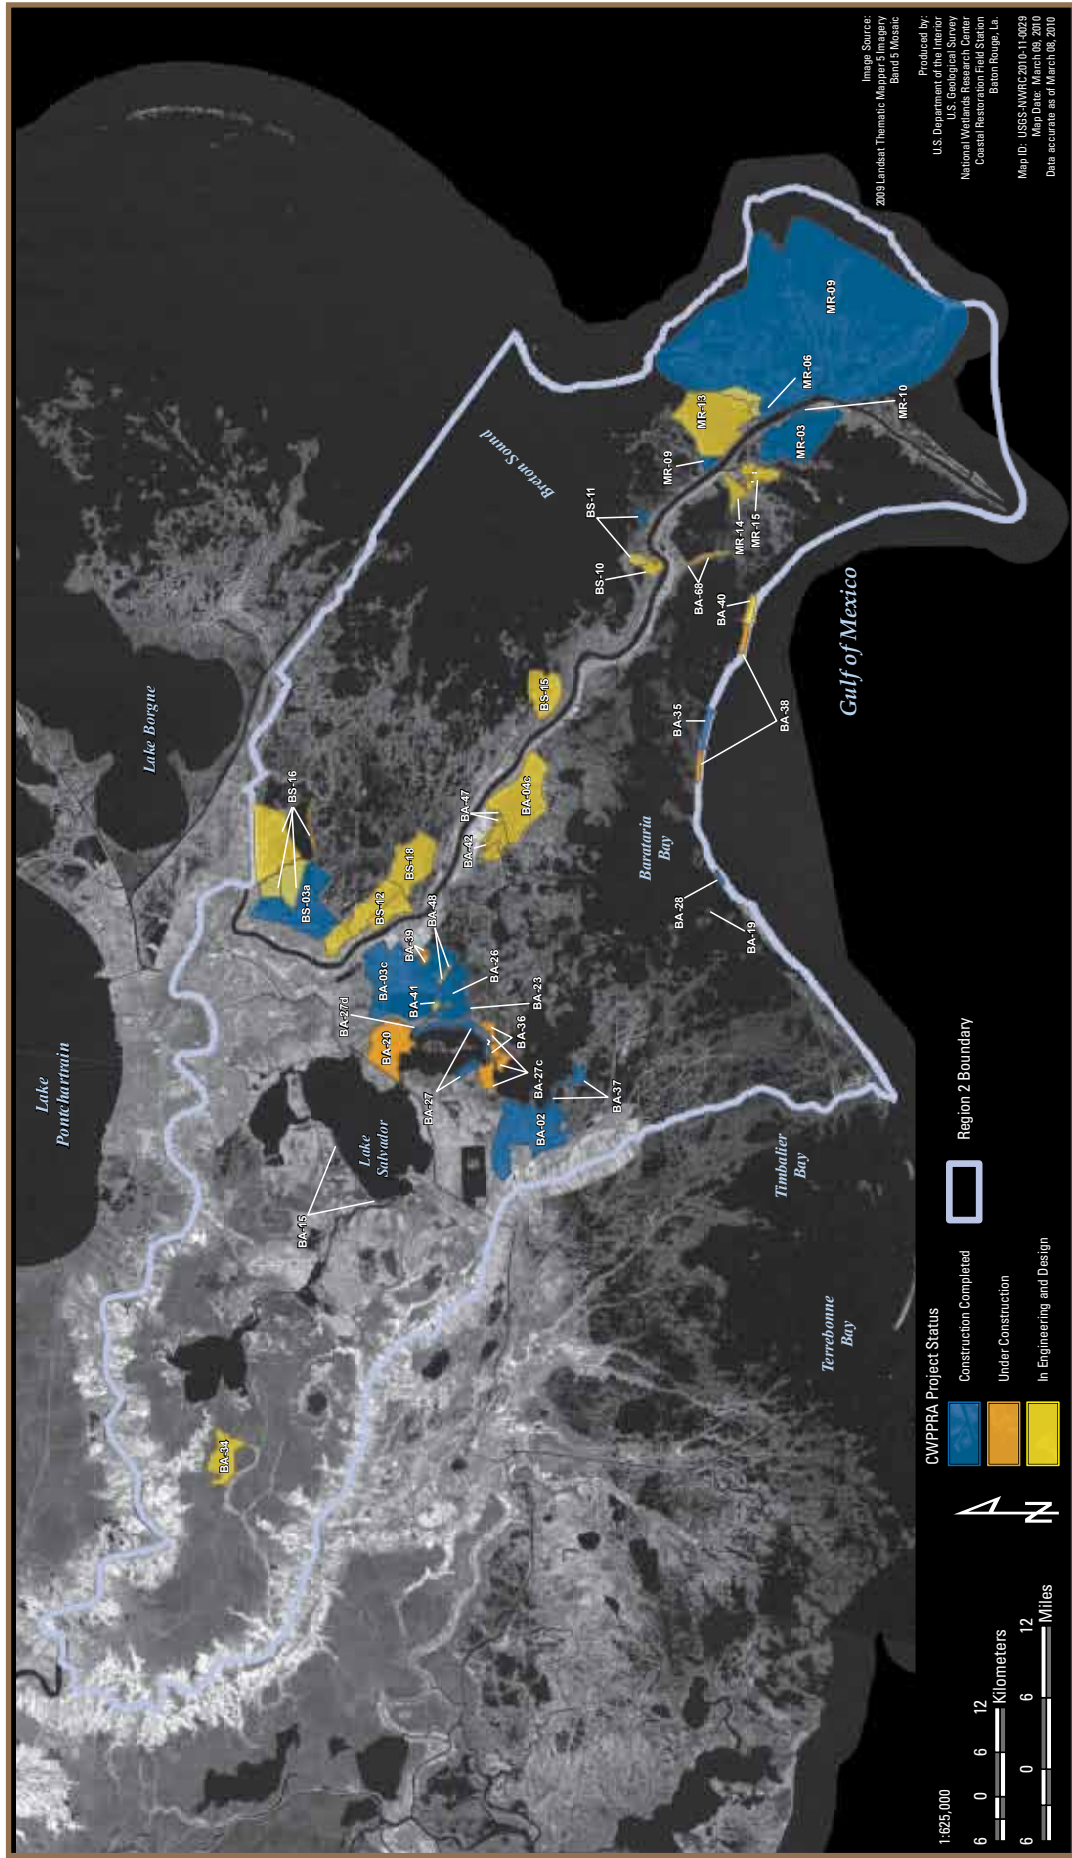 Lake
Pontchartrain
Lake Borgne
Breton Sound
Lake
Salvador
Barataria
Bay
Timbalier
Bay
Terrebonne
Bay
Gulf of Mexico
BA-34
BA-15
BA-20
BA-27d
BA-03c
BA-41
BA-39
BA-48
BA-26
BA-23
BA-36
BA-27c
BA-27
BA-37
BA-02
BS-03a
BS-16
BS-12
BS-18
BA-42
BA-47
BA-04c
BS-15
BS-10
BS-11
BA-68
BA-40
BA-38
BA-35
BA-28
BA-19
MR-09
MR-13
MR-14
MR-15
MR-03
MR-06
MR-10
MR-09
Image Source:
2009 Landsat Thematic Mapper 5 Imagery
Band 5 Mosaic
Produced by:
U.S. Department of the Interior
U.S. Geological Survey
National Wetlands Research Center
Coastal Restoration Field Station
Baton Rouge, La.
Map ID: USGS-NWRC 2010-11-0029
Map Date: March 09, 2010
Data accurate as of March 08, 2010
1:625,000
6 0 6 12
Kilometers
6 0 6 12
Miles
N
CWPPRA Project Status
Construction Completed
Under Construction
In Engineering and Design
Region 2 Boundary